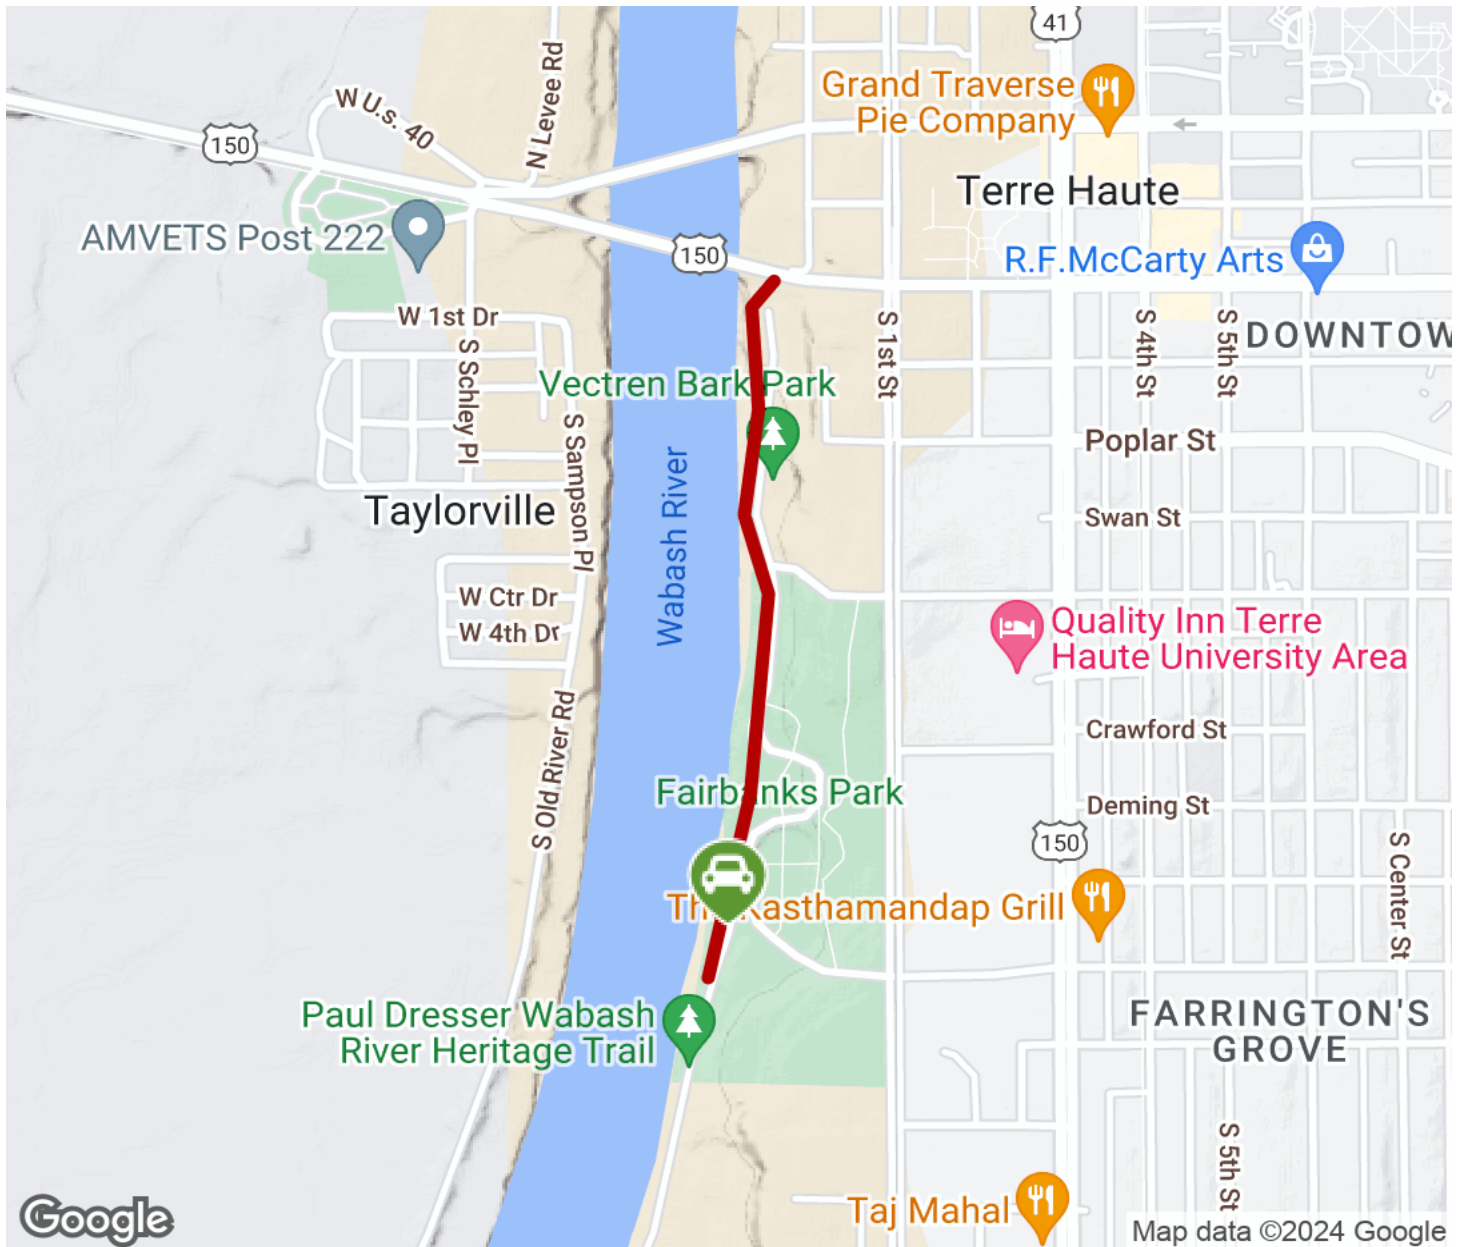 41
Grand Traverse
Pie Company
W U.s. 40
N Levee Rd
150
Terre Haute
AMVETS Post 222
150
R.F.McCarty Arts
W 1st Dr
S Schley Pl
S 1st St
S 4th St
S 5th St
DOWNTOW
Vectren Bark Park
S Sampson Pl
Poplar St
Wabash River
Taylorville
Swan St
W Ctr Dr
W 4th Dr
Quality Inn Terre
Haute University Area
S Old River Rd
Crawford St
Fairbanks Park
Deming St
150
S Center St
Kasthamandap Grill
Paul Dresser Wabash
River Heritage Trail
FARRINGTON'S
GROVE
S 5th St
Taj Mahal
Google
Map data ©2024 Google